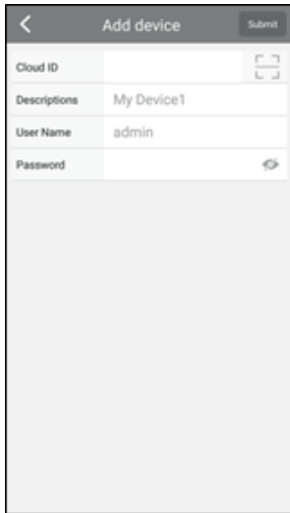 Add device
Submit
Cloud ID
Descriptions My Device1
User Name admin
Password